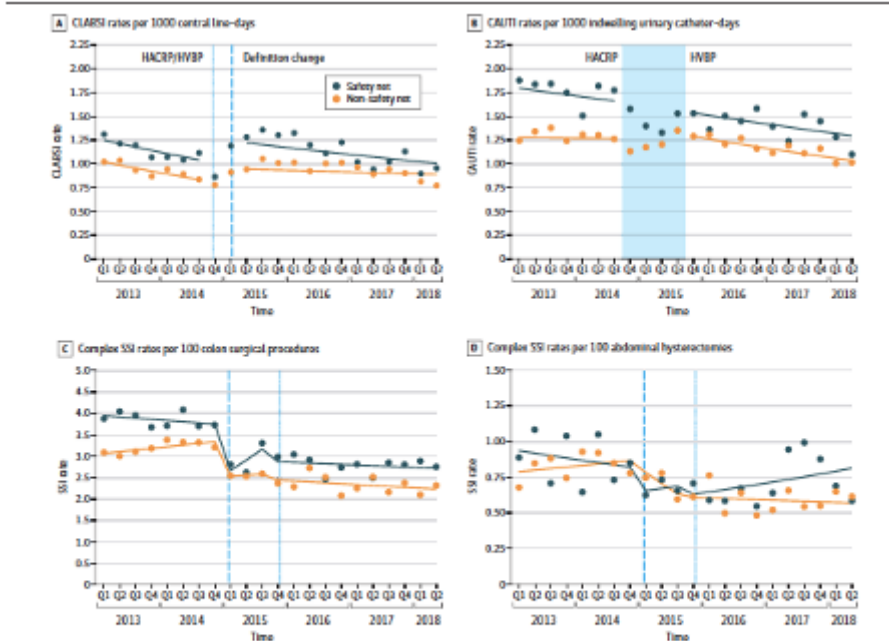 A CLABSI rates per 1000 central line-days
2.25
2.00
1.75
1.50
1.25
1.00
0.75
0.50
0.25
0
CLABSI rate
HACRP/HVBP
Definition change
Safety net
Non-safety net
Q1 Q2 Q3 Q4 Q1 Q2 Q3 Q4 Q1 Q2 Q3 Q4 Q1 Q2 Q3 Q4 Q1 Q2 Q3 Q4 Q1 Q2
2013 2014 2015 2016 2017 2018
Time
B CAUTI rates per 1000 indwelling urinary catheter-days
2.25
2.00
1.75
1.50
1.25
1.00
0.75
0.50
0.25
0
CAUTI rate
HACRP
HVBP
Q1 Q2 Q3 Q4 Q1 Q2 Q3 Q4 Q1 Q2 Q3 Q4 Q1 Q2 Q3 Q4 Q1 Q2 Q3 Q4 Q1 Q2
2013 2014 2015 2016 2017 2018
Time
C Complex SSI rates per 100 colon surgical procedures
5.0
4.5
4.0
3.5
3.0
2.5
2.0
1.5
1.0
0.5
0
SSI rate
Q1 Q2 Q3 Q4 Q1 Q2 Q3 Q4 Q1 Q2 Q3 Q4 Q1 Q2 Q3 Q4 Q1 Q2 Q3 Q4 Q1 Q2
2013 2014 2015 2016 2017 2018
Time
D Complex SSI rates per 100 abdominal hysterectomies
1.50
1.25
1.00
0.75
0.50
0.25
0
SSI rate
Q1 Q2 Q3 Q4 Q1 Q2 Q3 Q4 Q1 Q2 Q3 Q4 Q1 Q2 Q3 Q4 Q1 Q2 Q3 Q4 Q1 Q2
2013 2014 2015 2016 2017 2018
Time